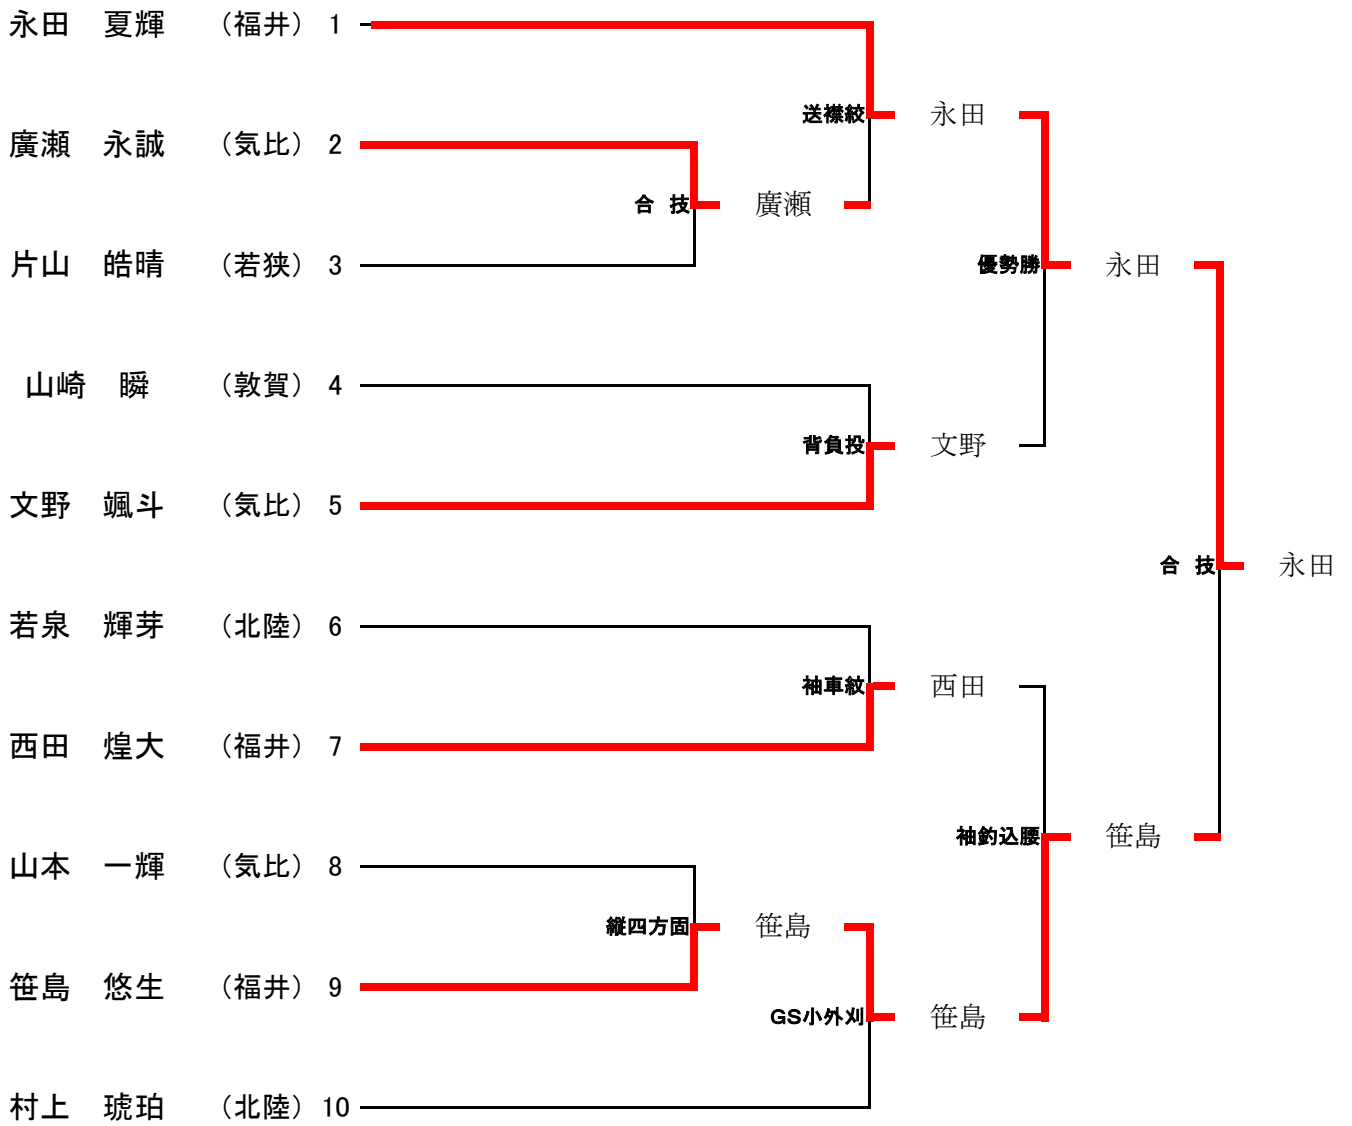 永田　夏輝　（福井） 1
送襟絞　永田
廣瀬　永誠　（気比） 2
合 技　廣瀬
片山　皓晴　（若狭） 3
優勢勝　永田
山崎　瞬　（敦賀） 4
背負投　文野
文野　颯斗　（気比） 5
合 技　永田
若泉　輝芽　（北陸） 6
袖車紋　西田
西田　煌大　（福井） 7
袖釣込腰　笹島
山本　一輝　（気比） 8
縦四方固　笹島
笹島　悠生　（福井） 9
GS小外刈　笹島
村上　琥珀　（北陸） 10